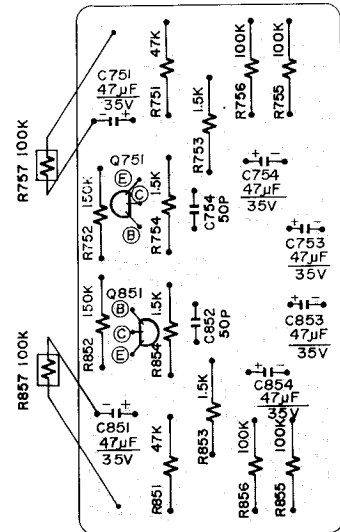 R757 100K
R857 100K
C751
47µF
35V
47K
R751
1.5K
R753
100K
R756
100K
R755
150K
R752
Q751
E
C
B
1.5K
R754
C754
50P
C754
47µF
35V
C753
47µF
35V
150K
R852
Q851
B
C
E
1.5K
R854
C852
50P
C853
47µF
35V
C854
47µF
35V
C851
47µF
35V
47K
R851
1.5K
R853
100K
R856
100K
R855